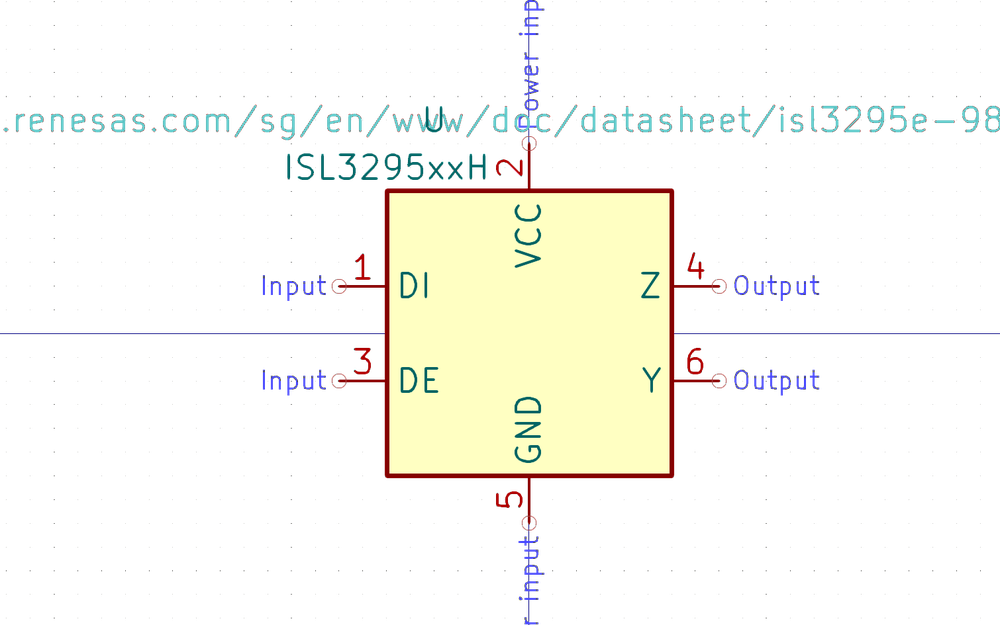 Power inp
.renesas.com/sg/en/www/doc/datasheet/isl3295e-98
U
ISL3295xxH
2
VCC
Input 1 DI
Z 4 Output
Input 3 DE
Y 6 Output
GND
5
r input